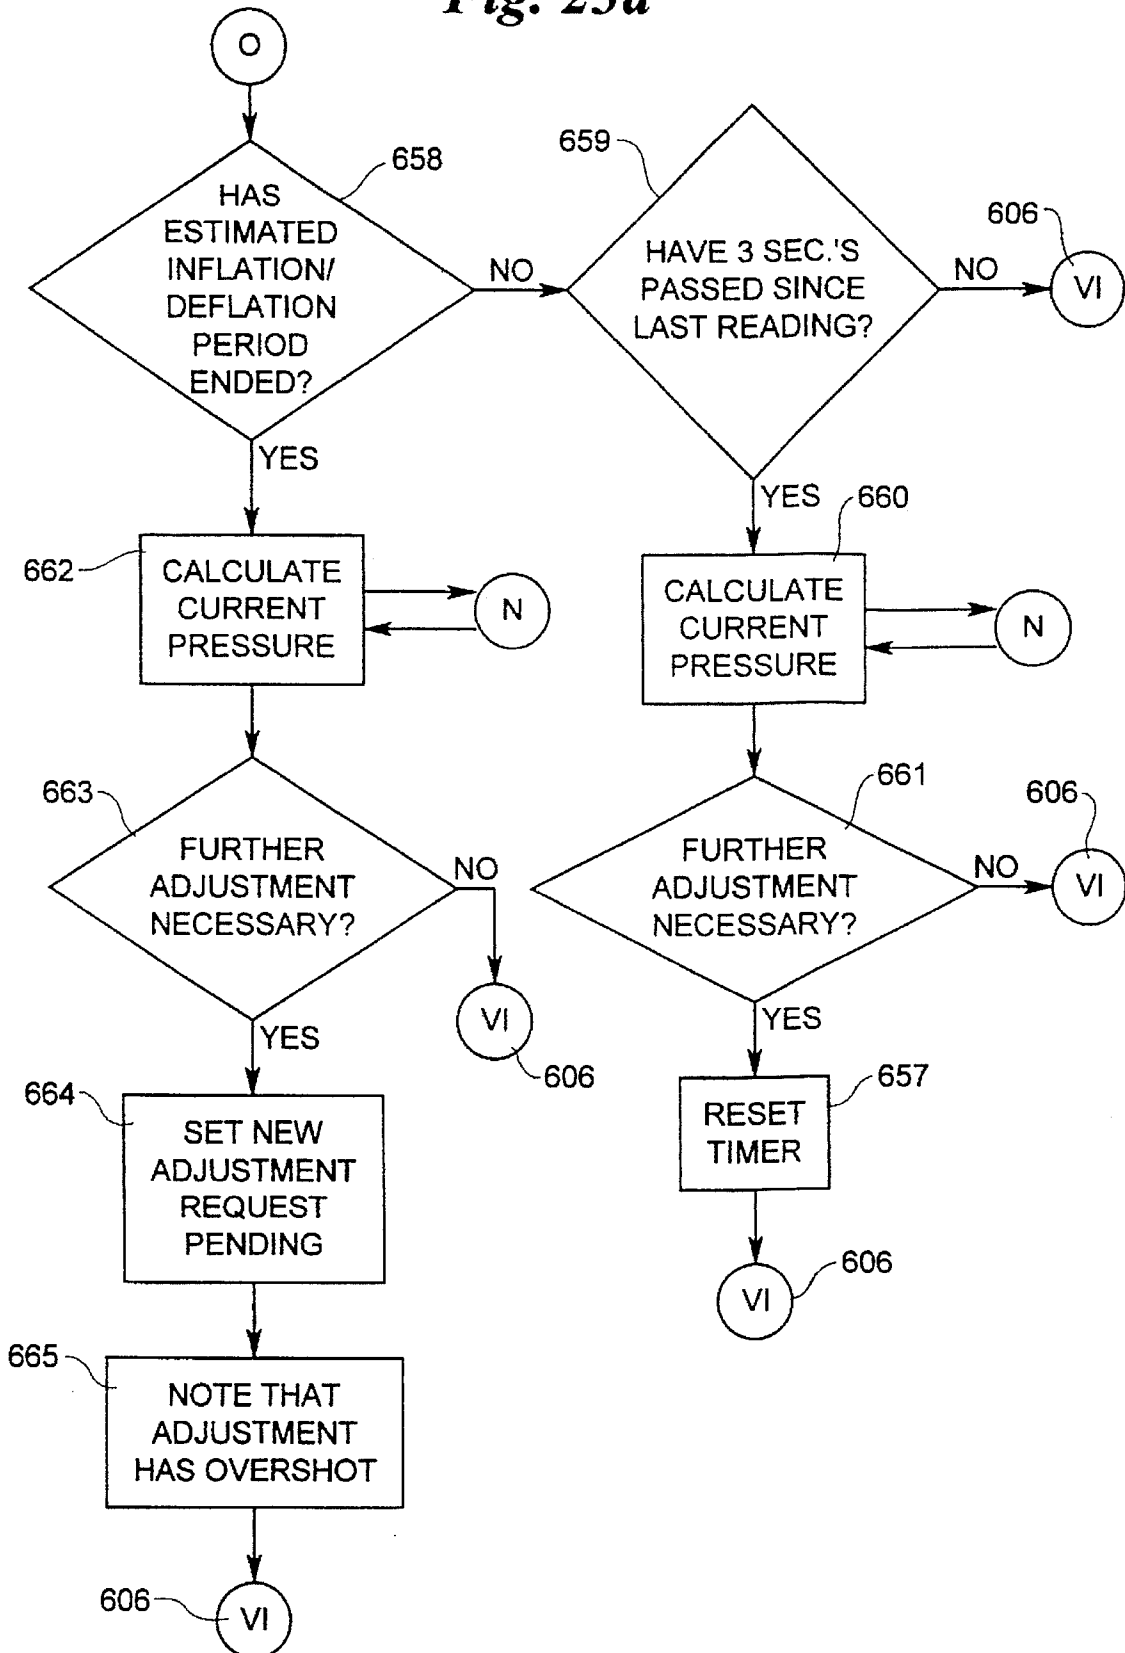 Fig. 23a
O
658
HAS
ESTIMATED
INFLATION/
DEFLATION
PERIOD
ENDED?
NO
YES
659
HAVE 3 SEC.'S
PASSED SINCE
LAST READING?
NO
606
VI
YES
662
CALCULATE
CURRENT
PRESSURE
N
660
CALCULATE
CURRENT
PRESSURE
N
663
FURTHER
ADJUSTMENT
NECESSARY?
NO
VI
606
YES
661
FURTHER
ADJUSTMENT
NECESSARY?
NO
606
VI
YES
657
RESET
TIMER
606
VI
664
SET NEW
ADJUSTMENT
REQUEST
PENDING
665
NOTE THAT
ADJUSTMENT
HAS OVERSHOT
606
VI